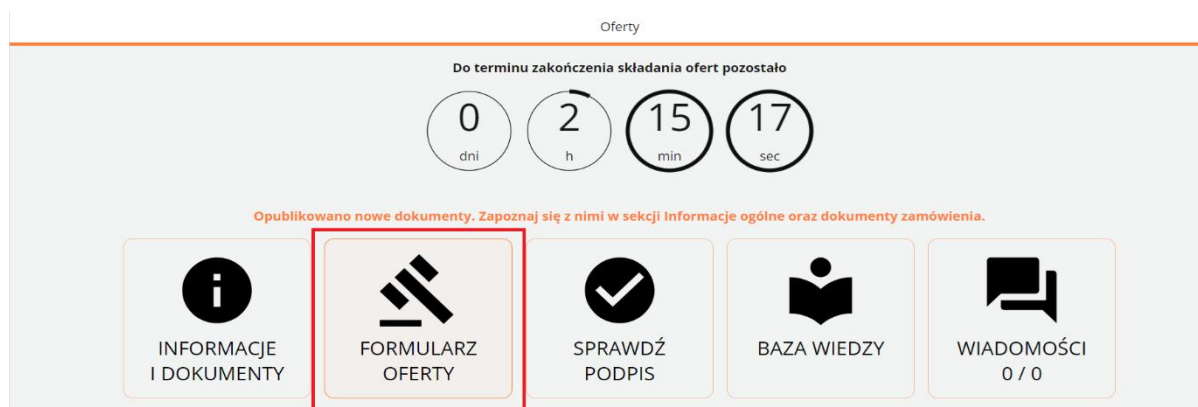 Oferty
Do terminu zakończenia składania ofert pozostało
0 2 15 17
dni h min sec
Opublikowano nowe dokumenty. Zapoznaj się z nimi w sekcji Informacje ogólne oraz dokumenty zamówienia.
INFORMACJE
I DOKUMENTY
FORMULARZ
OFERTY
SPRAWDŹ
PODPIS
BAZA WIEDZY
WIADOMOŚCI
0 / 0